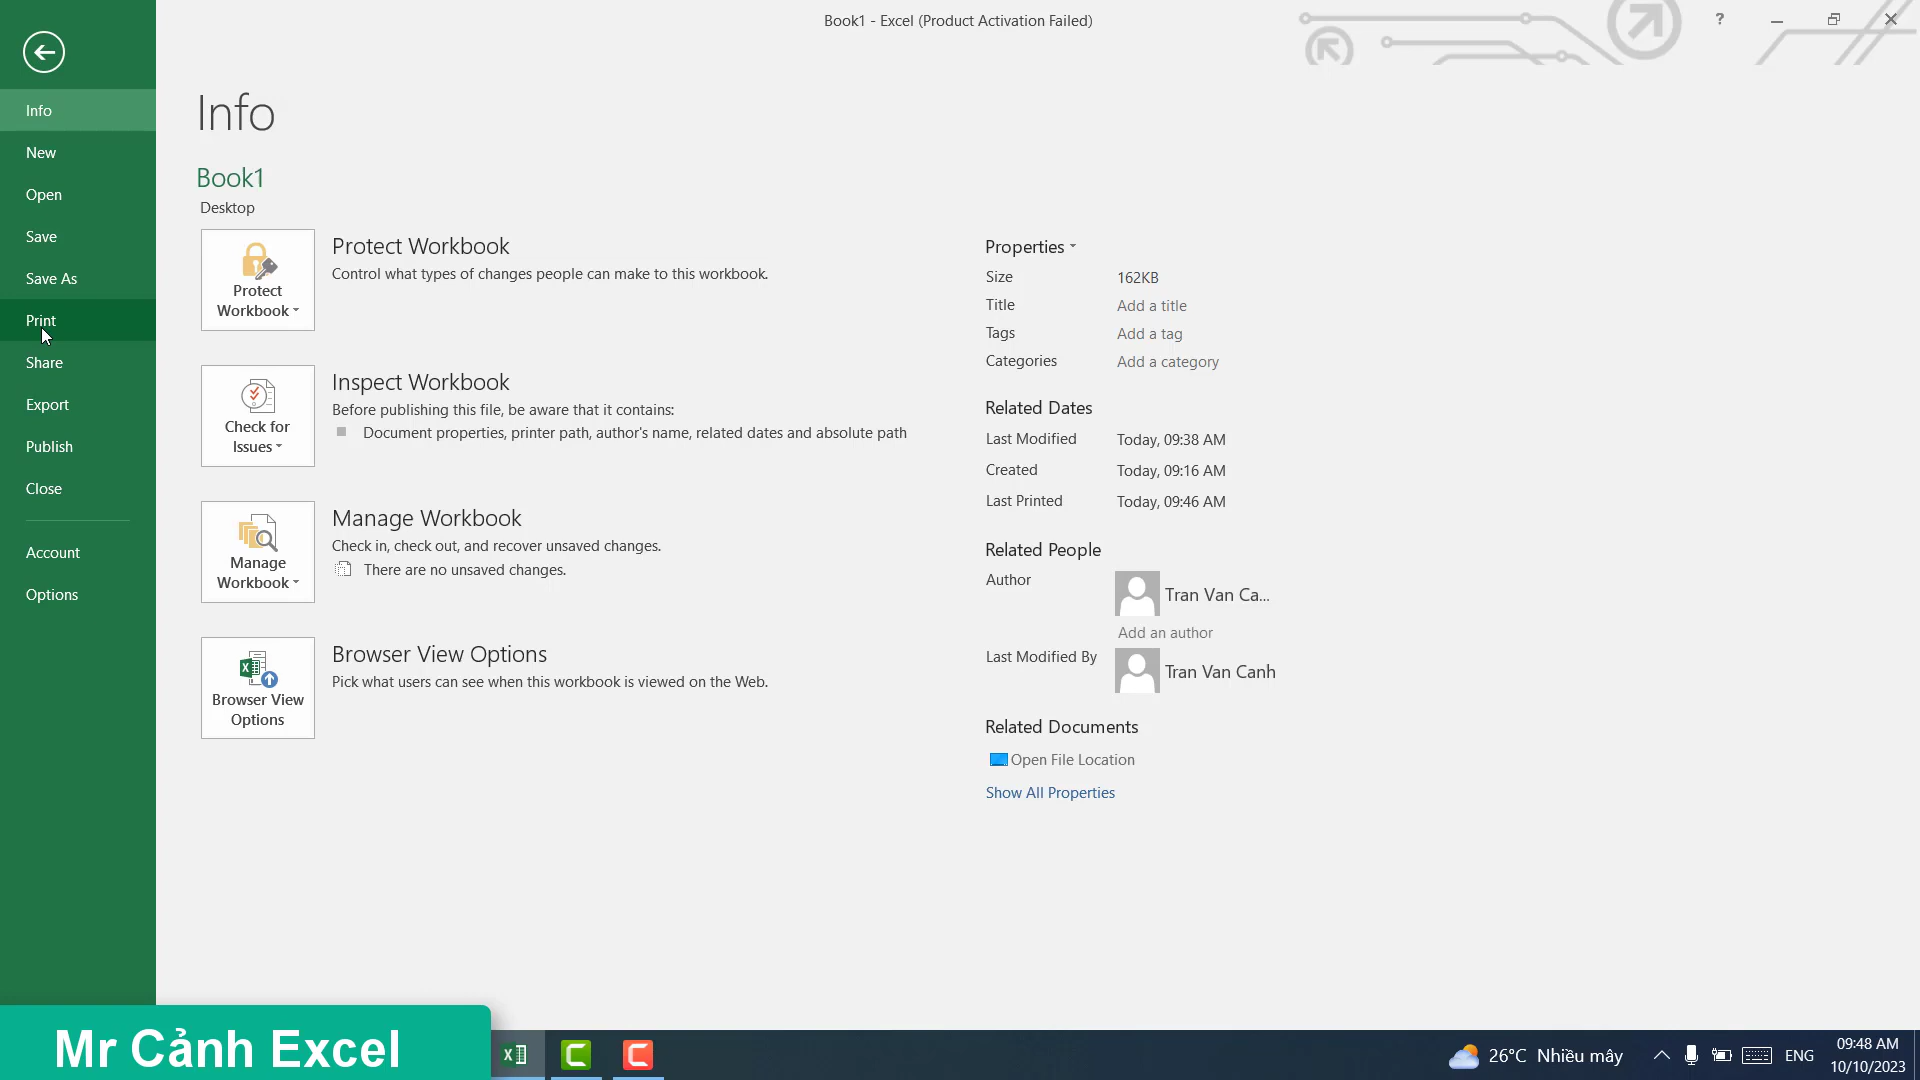 Book1 - Excel (Product Activation Failed)
?
Info
New
Open
Save
Save As
Print
Share
Export
Publish
Close
Account
Options
Info
Book1
Desktop
Protect Workbook
Protect Workbook
Control what types of changes people can make to this workbook.
Check for Issues
Inspect Workbook
Before publishing this file, be aware that it contains:
Document properties, printer path, author's name, related dates and absolute path
Manage Workbook
Manage Workbook
Check in, check out, and recover unsaved changes.
There are no unsaved changes.
Browser View Options
Browser View Options
Pick what users can see when this workbook is viewed on the Web.
Properties
Size 162KB
Title Add a title
Tags Add a tag
Categories Add a category
Related Dates
Last Modified Today, 09:38 AM
Created Today, 09:16 AM
Last Printed Today, 09:46 AM
Related People
Author Tran Van Ca...
Add an author
Last Modified By Tran Van Canh
Related Documents
Open File Location
Show All Properties
Mr Cảnh Excel
26°C Nhiều mây
ENG
09:48 AM
10/10/2023